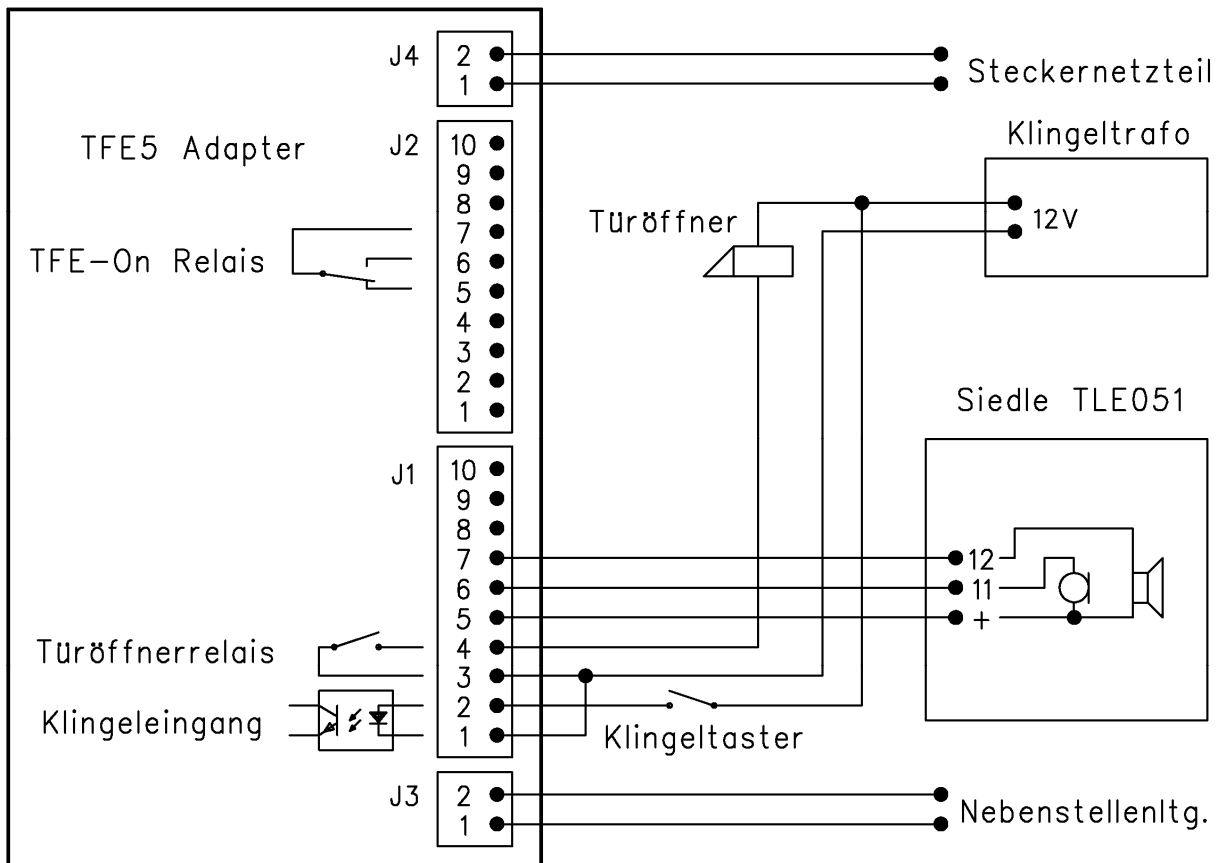 J4
2
1
Steckernetzteil
TFE5 Adapter
J2
10
9
8
7
6
5
4
3
2
1
Klingeltrafo
12V
Türöffner
TFE-On Relais
Siedle TLE051
J1
10
9
8
7
6
5
4
3
2
1
12
11
+
Türöffnerrelais
Klingeleingang
Klingeltaster
J3
2
1
Nebenstellenltg.